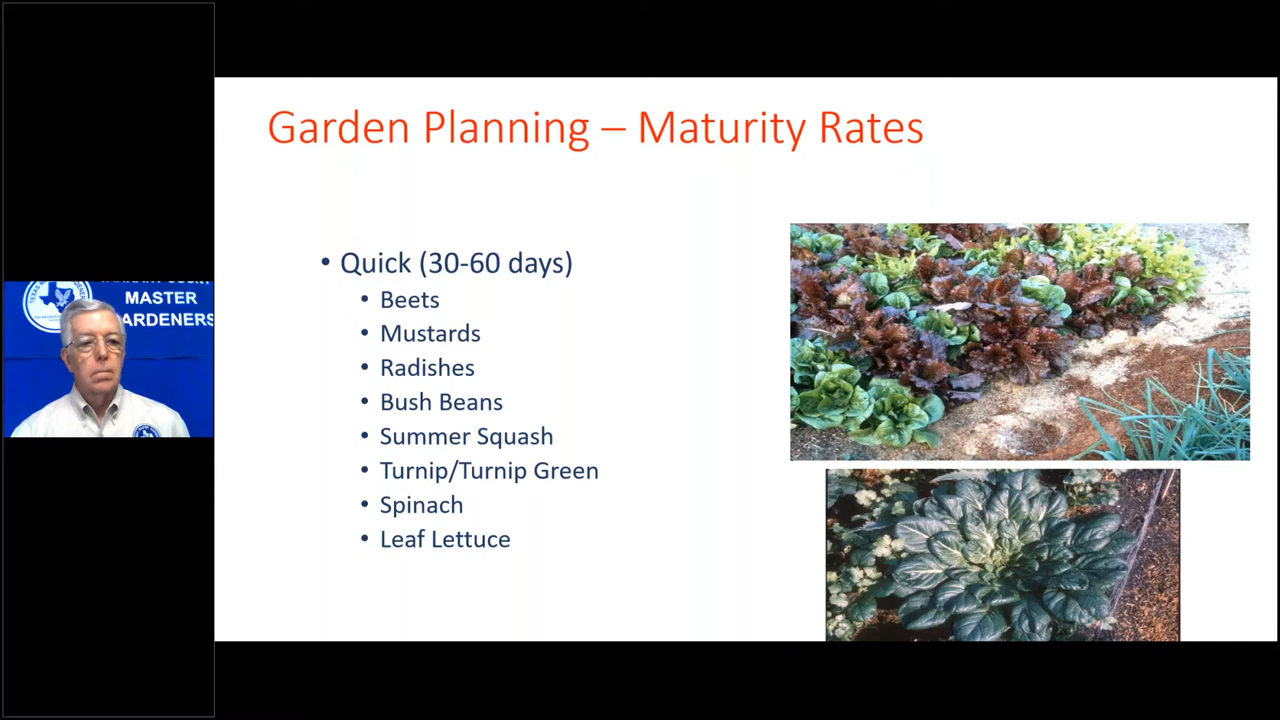 Garden Planning – Maturity Rates
• Quick (30-60 days)
• Beets
• Mustards
• Radishes
• Bush Beans
• Summer Squash
• Turnip/Turnip Green
• Spinach
• Leaf Lettuce
MASTER
ARDENERS